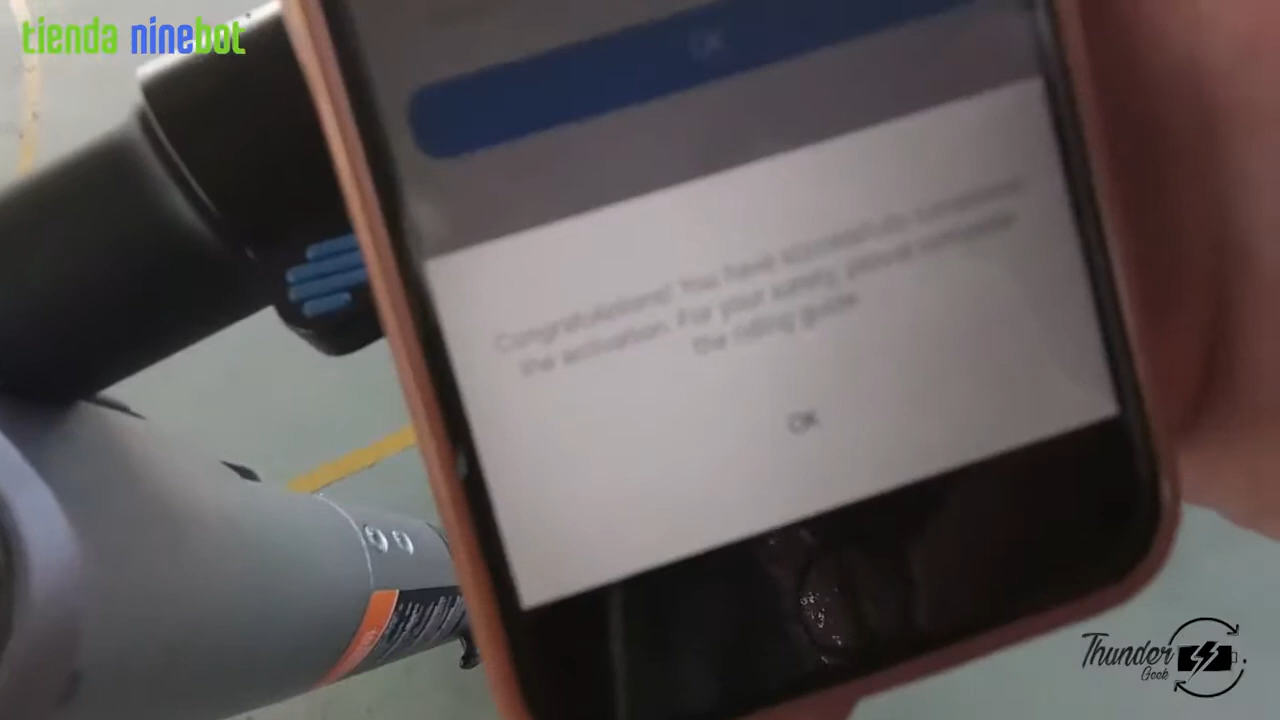 tienda ninebot
OK
Congratulations! You have successfully completed
the activation. For your safety, please complete
the riding guide
OK
Thunder
Geek